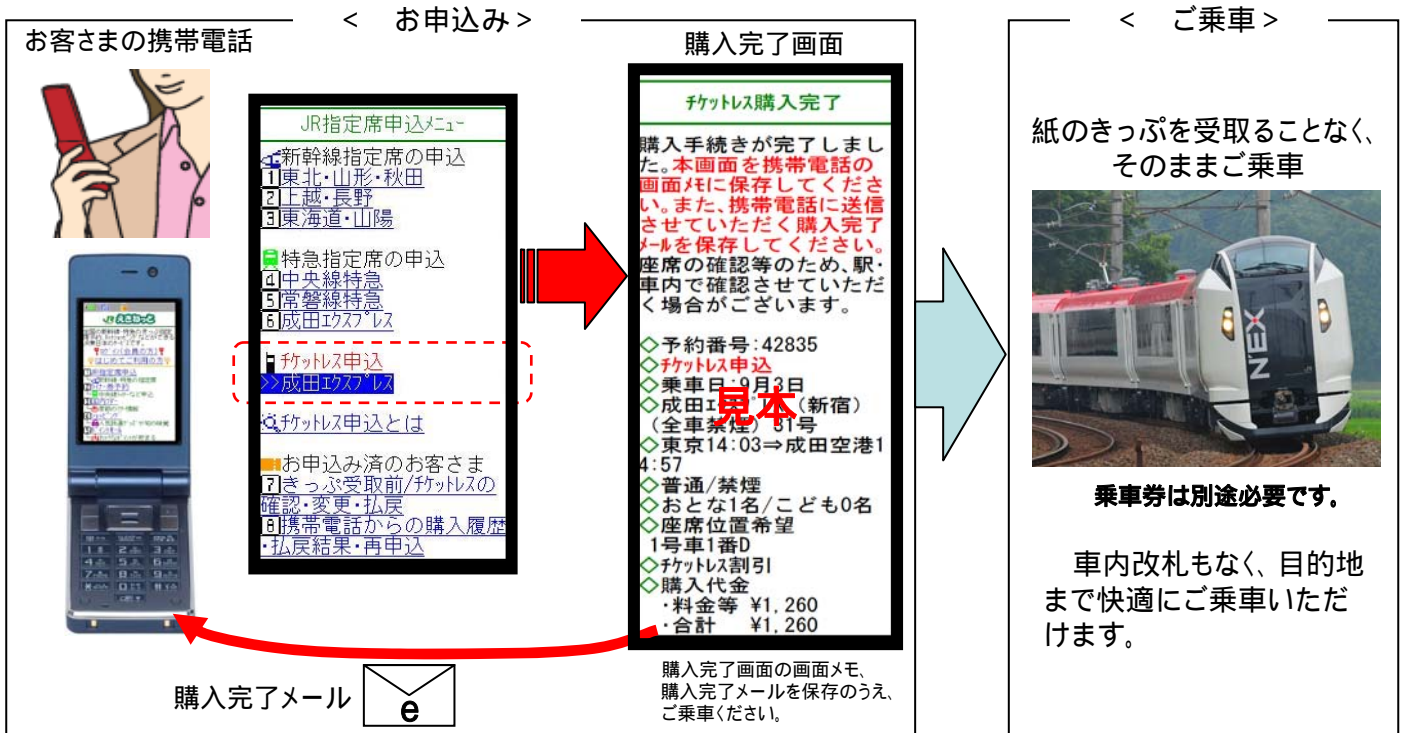 < お申込み>
お客さまの携帯電話
JR指定席申込ﾒﾆｭｰ
新幹線指定席の申込
1東北･山形･秋田
2上越･長野
3東海道･山陽
特急指定席の申込
4中央線特急
5常磐線特急
6成田ｴｸｽﾌﾟﾚｽ
ﾁｹｯﾄﾚｽ申込
>>成田ｴｸｽﾌﾟﾚｽ
ﾁｹｯﾄﾚｽ申込とは
お申込み済のお客さま
7きっぷ受取前/ﾁｹｯﾄﾚｽの
確認･変更･払戻
8携帯電話からの購入履歴
･払戻結果･再申込
購入完了画面
ﾁｹｯﾄﾚｽ購入完了
購入手続きが完了しまし
た。本画面を携帯電話の
画面ﾒﾓに保存してくださ
い。また、携帯電話に送信
させていただく購入完了
ﾒｰﾙを保存してください。
座席の確認等のため、駅･
車内で確認させていただ
く場合がございます。
◇予約番号:42835
◇ﾁｹｯﾄﾚｽ申込
◇乗車日:9月3日
◇成田ｴｸｽﾌﾟﾚｽ (新宿)
(全車禁煙) 31号
見本
◇東京14:03⇒成田空港1
4:57
◇普通/禁煙
◇おとな1名/こども0名
◇座席位置希望
1号車1番D
◇ﾁｹｯﾄﾚｽ割引
◇購入代金
･料金等 ¥1,260
･合計 ¥1,260
購入完了画面の画面メモ、
購入完了メールを保存のうえ、
ご乗車ください。
購入完了メール
e
< ご乗車>
紙のきっぷを受取ることなく、
そのままご乗車
N'EX
乗車券は別途必要です。
車内改札もなく、目的地
まで快適にご乗車いただ
けます。